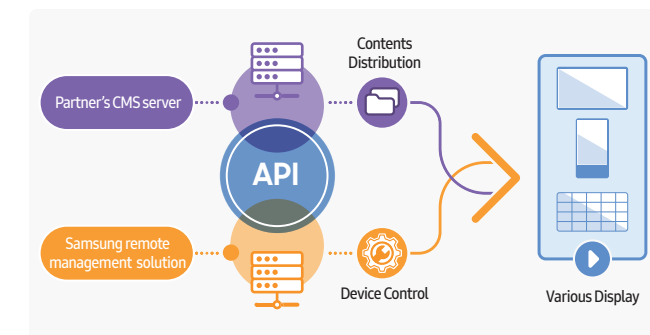 Contents
Distribution
Partner's CMS server
API
Samsung remote
management solution
Device Control
Various Display